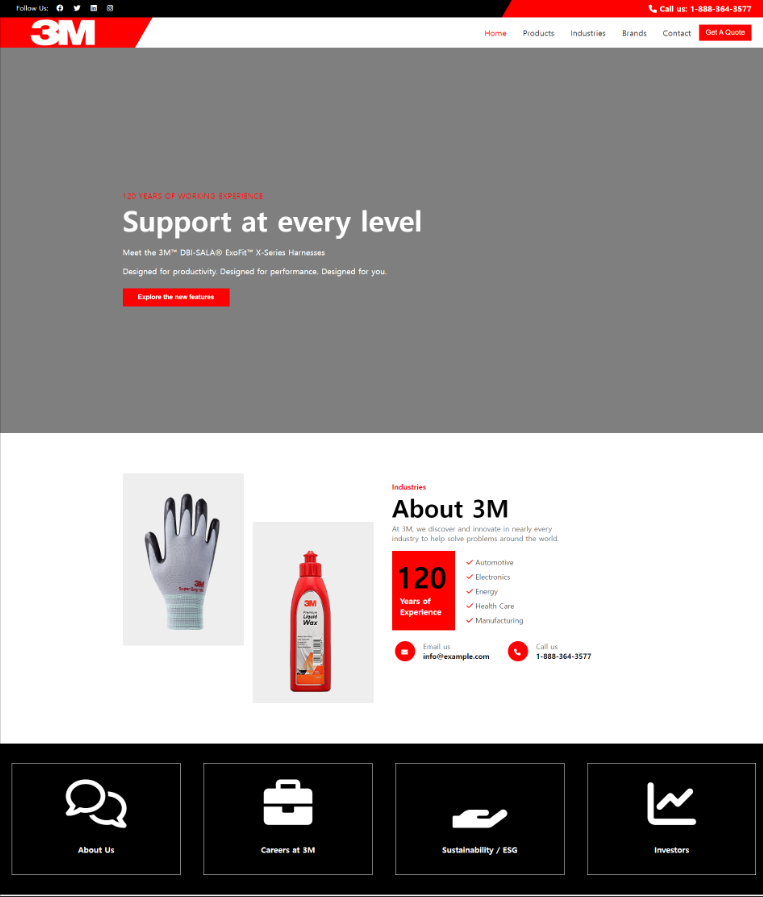 Follow Us:
Call us: 1-888-364-3577
3M
Home Products Industries Brands Contact Get A Quote
120 YEARS OF WORKING EXPERIENCE
Support at every level
Meet the 3M™ DBI-SALA® ExoFit™ X-Series Harnesses
Designed for productivity. Designed for performance. Designed for you.
Explore the new features
3M
3M
Premium
Liquid
Wax
Industries
About 3M
At 3M, we discover and innovate in nearly every
industry to help solve problems around the world.
120
Years of
Experience
Automotive
Electronics
Energy
Health Care
Manufacturing
Email us
info@example.com
Call us
1-888-364-3577
About Us
Careers at 3M
Sustainability / ESG
Investors